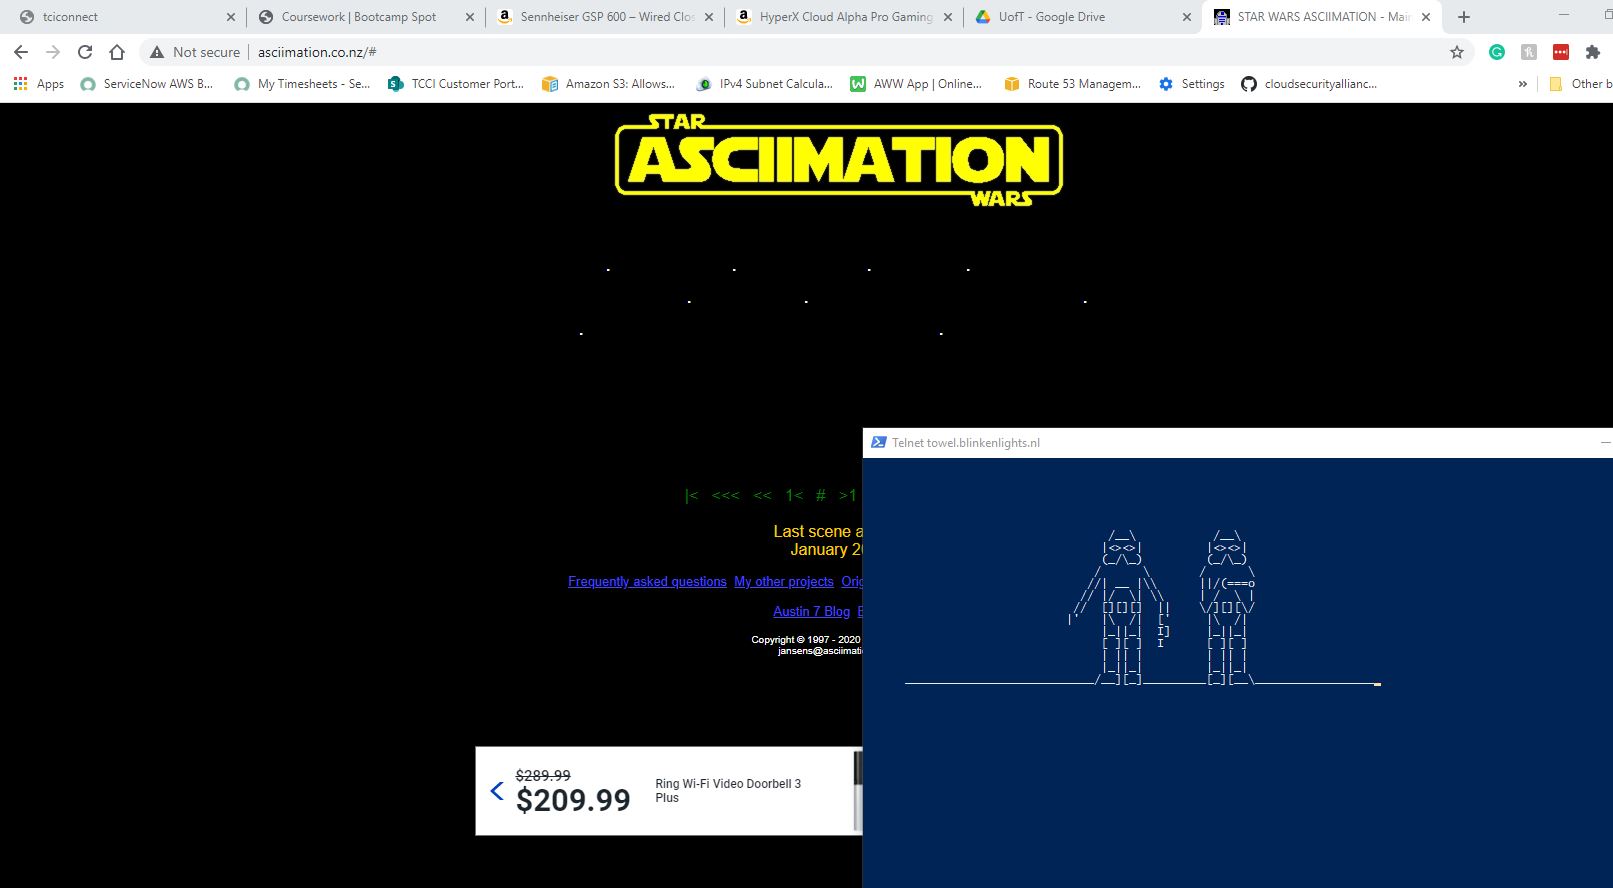 tciconnect
Coursework | Bootcamp Spot
Sennheiser GSP 600 – Wired Clos
HyperX Cloud Alpha Pro Gaming
UofT - Google Drive
STAR WARS ASCIIMATION - Main
Not secure
asciimation.co.nz/#
Apps
ServiceNow AWS B...
My Timesheets - Se...
TCCI Customer Port...
Amazon S3: Allows...
IPv4 Subnet Calcula...
AWW App | Online...
Route 53 Managem...
Settings
cloudsecurityallianc...
»
Other b
STAR
ASCIIMATION
WARS
|< <<< << 1< # >1
Last scene a
January 20
Frequently asked questions My other projects Orig
Austin 7 Blog
Copyright © 1997 - 2020
jansens@asciimatio
Telnet towel.blinkenlights.nl
$289.99
$209.99
Ring Wi-Fi Video Doorbell 3
Plus